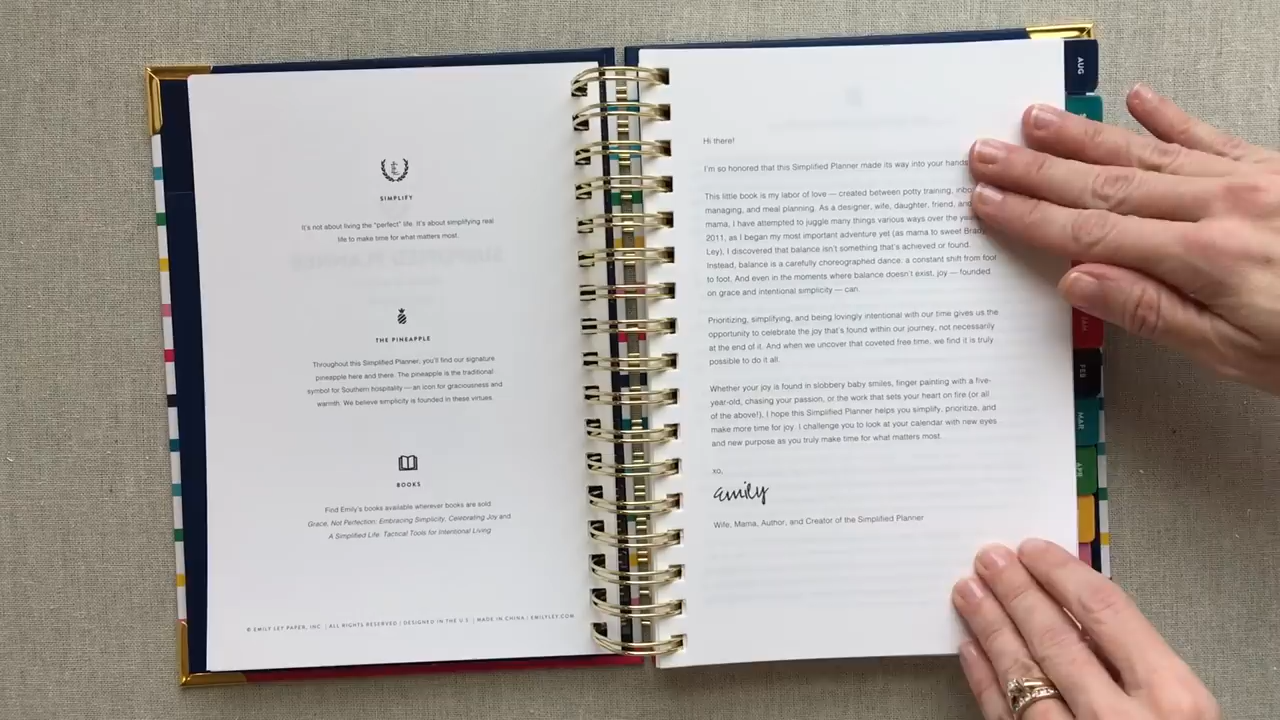 SIMPLIFY
It's not about living the "perfect" life. It's about simplifying real
life to make time for what matters most.
THE PINEAPPLE
Throughout this Simplified Planner, you'll find our signature
pineapple here and there. The pineapple is the traditional
symbol for Southern hospitality — an icon for graciousness and
warmth. We believe simplicity is founded in these virtues.
BOOKS
Find Emily's books available wherever books are sold.
Grace, Not Perfection: Embracing Simplicity, Celebrating Joy and
A Simplified Life: Tactical Tools for Intentional Living
© EMILY LEY PAPER, INC. | ALL RIGHTS RESERVED | DESIGNED IN THE U.S. | MADE IN CHINA | EMILYLEY.COM
Hi there!
I'm so honored that this Simplified Planner made its way into your hands
This little book is my labor of love — created between potty training, inbo
managing, and meal planning. As a designer, wife, daughter, friend, and
mama, I have attempted to juggle many things various ways over the yea
2011, as I began my most important adventure yet (as mama to sweet Brady
Ley), I discovered that balance isn't something that's achieved or found.
Instead, balance is a carefully choreographed dance, a constant shift from foot
to foot. And even in the moments where balance doesn't exist, joy — founded
on grace and intentional simplicity — can.
Prioritizing, simplifying, and being lovingly intentional with our time gives us the
opportunity to celebrate the joy that's found within our journey, not necessarily
at the end of it. And when we uncover that coveted free time, we find it is truly
possible to do it all.
Whether your joy is found in slobbery baby smiles, finger painting with a five-
year-old, chasing your passion, or the work that sets your heart on fire (or all
of the above!), I hope this Simplified Planner helps you simplify, prioritize, and
make more time for joy. I challenge you to look at your calendar with new eyes
and new purpose as you truly make time for what matters most.
xo,
Emily
Wife, Mama, Author, and Creator of the Simplified Planner
AUG
JAN
FEB
MAR
APR